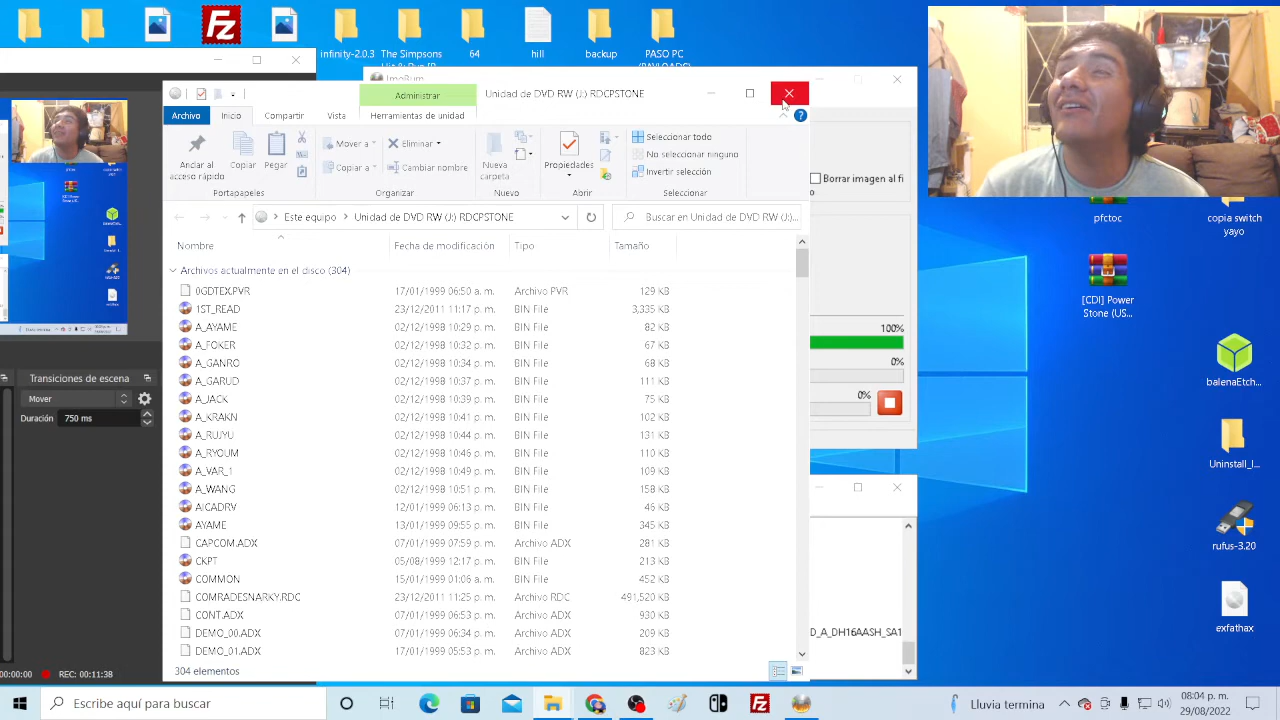 infinity-2.0.3
The Simpsons
64
hill
backup
PASO PC
ImgBurn
Administrar
Unidad de DVD RW (J:) RDCPSTONE
Archivo
Inicio
Compartir
Vista
Herramientas de unidad
Anclar al
acceso rápido
Copiar
Pegar
Mover a
Copiar a
Eliminar
Cambiar nombre
Nueva
carpeta
Propiedades
Seleccionar todo
No seleccionar ninguno
Invertir selección
Portapapeles
Organizar
Nuevo
Abrir
Seleccionar
Este equipo
Unidad de DVD RW (J:) RDCPSTONE
Buscar en Unidad de DVD RW (J:)...
Nombre
Fecha de modificación
Tipo
Tamaño
Archivos actualmente en el disco (304)
0GDTEX.PVR 17/01/1999 06:50 a. m. Archivo PVR 129 KB
1ST_READ 23/12/2011 11:17 p. m. BIN File 3,335 KB
A_AYAME 02/12/1998 10:28 p. m. BIN File 82 KB
A_FOKER 02/12/1998 10:32 p. m. BIN File 67 KB
A_GANRO 02/12/1998 10:35 p. m. BIN File 68 KB
A_GARUD 02/12/1998 10:37 p. m. BIN File 111 KB
A_JACK 02/12/1998 10:39 p. m. BIN File 75 KB
A_KRAKN 02/12/1998 10:41 p. m. BIN File 102 KB
A_RUJYU 02/12/1998 10:44 p. m. BIN File 131 KB
A_RYOUM 02/12/1998 10:46 p. m. BIN File 110 KB
A_VAR_1 02/12/1998 10:49 p. m. BIN File 109 KB
A_WANG 02/12/1998 10:51 p. m. BIN File 158 KB
AICADRV 02/12/1999 06:13 p. m. BIN File 46 KB
AYAME 13/01/1999 09:55 p. m. BIN File 346 KB
CAPCOM.ADX 07/01/1999 07:59 p. m. Archivo ADX 281 KB
CKPT 05/08/1999 12:17 p. m. BIN File 213 KB
COMMON 15/01/1999 01:06 a. m. BIN File 452 KB
COMRADESNARKY.RDC 23/12/2011 11:25 p. m. Archivo RDC 491,520 KB
CONT.ADX 07/01/1999 06:53 p. m. Archivo ADX 930 KB
DEMO_00.ADX 07/01/1999 06:34 p. m. Archivo ADX 209 KB
DEMO_01.ADX 17/01/1999 05:50 p. m. Archivo ADX 823 KB
304 elementos
Borrar imagen al fi
100%
0%
0%
D_A_DH16AASH_SA1
Transiciones de escena
Mover
Duración
750 ms
REC: 00:11:38
pfctoc
copia switch
yayo
[CDI] Power
Stone (US...
balenaEtch...
Uninstall_I...
rufus-3.20
exfathax
Escribe aquí para buscar
Lluvia termina
08:04 p. m.
29/08/2022